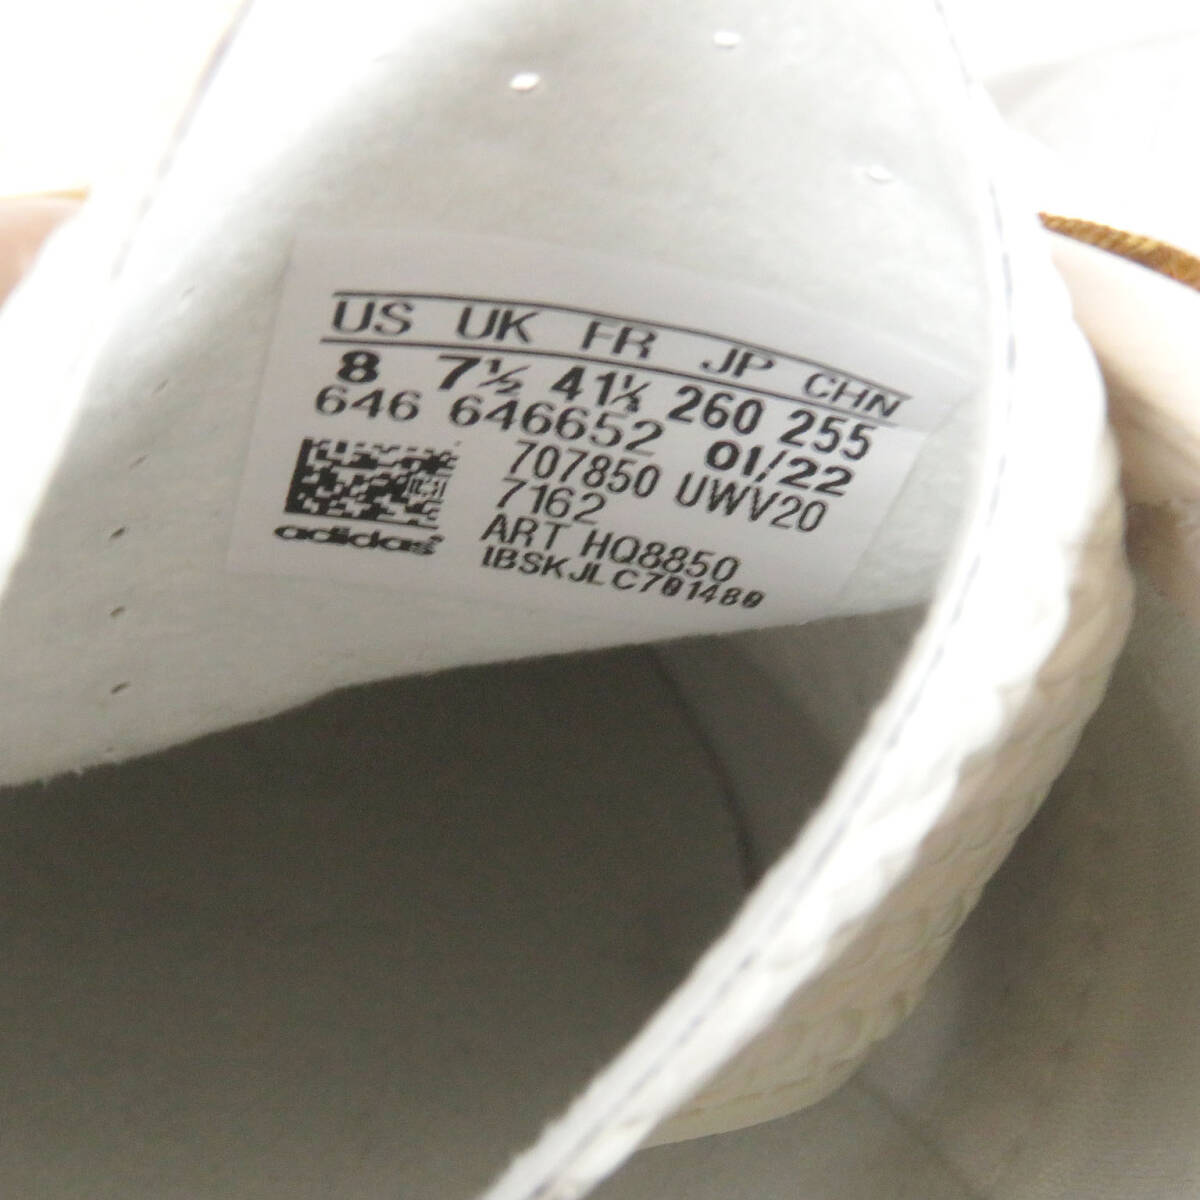 US UK FR JP CHN
8 7½ 41⅓ 260 255
646 646652 01/22
707850 UWV20
7162
ART HQ8850
IBSKJLC701480
adidas